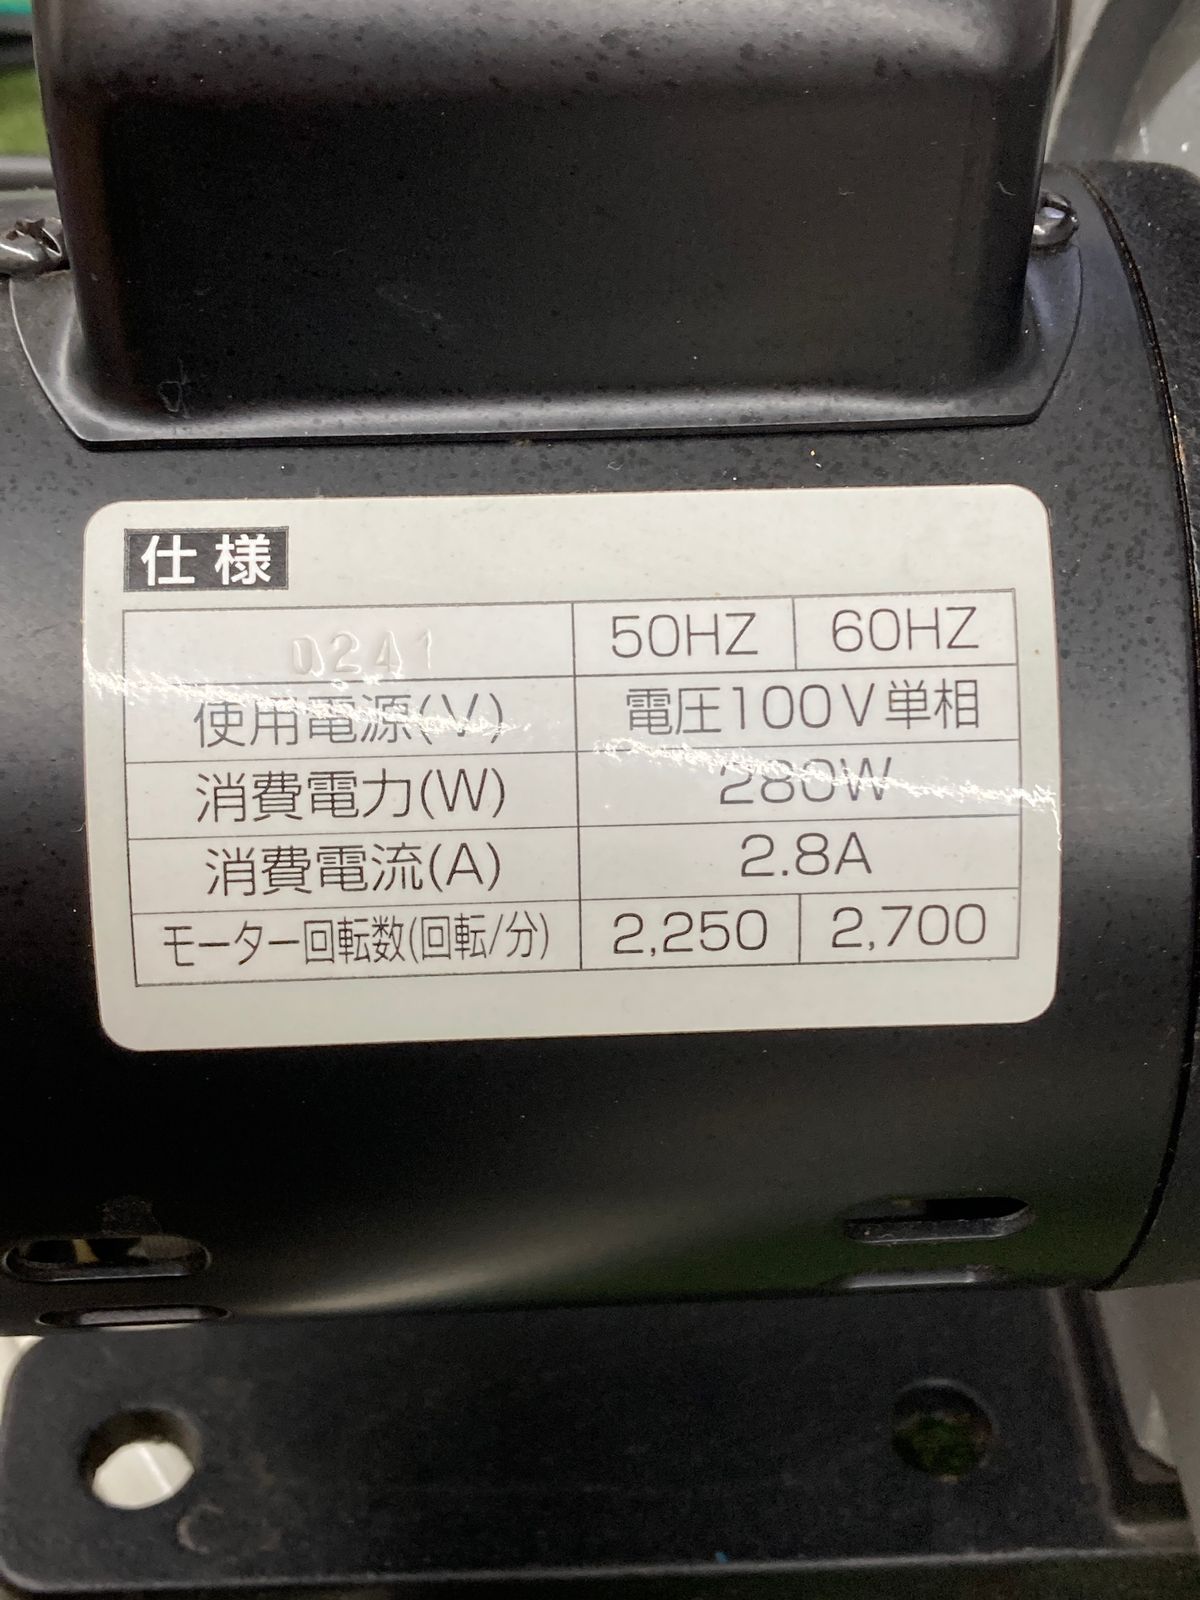 仕様
0241 50HZ 60HZ
使用電源(V) 電圧100V単相
消費電力(W) 280W
消費電流(A) 2.8A
モーター回転数(回転/分) 2,250 2,700